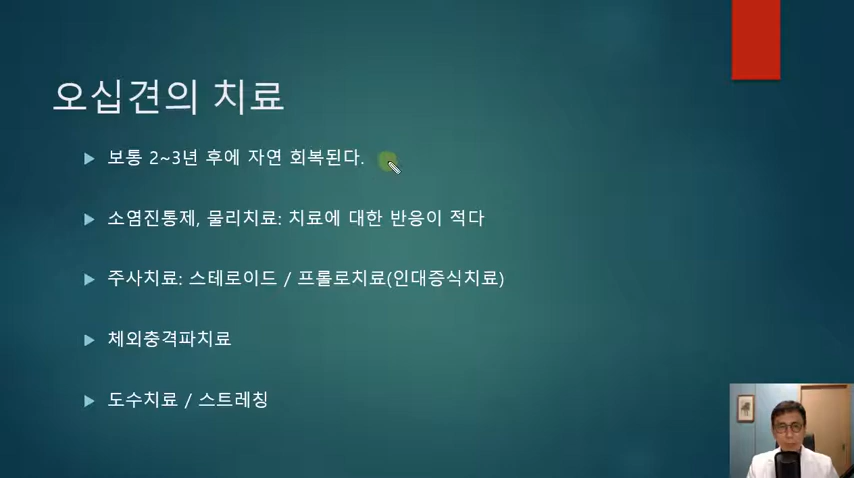 오십견의 치료
보통 2~3년 후에 자연 회복된다.
소염진통제, 물리치료: 치료에 대한 반응이 적다
주사치료: 스테로이드 / 프롤로치료(인대증식치료)
체외충격파치료
도수치료 / 스트레칭